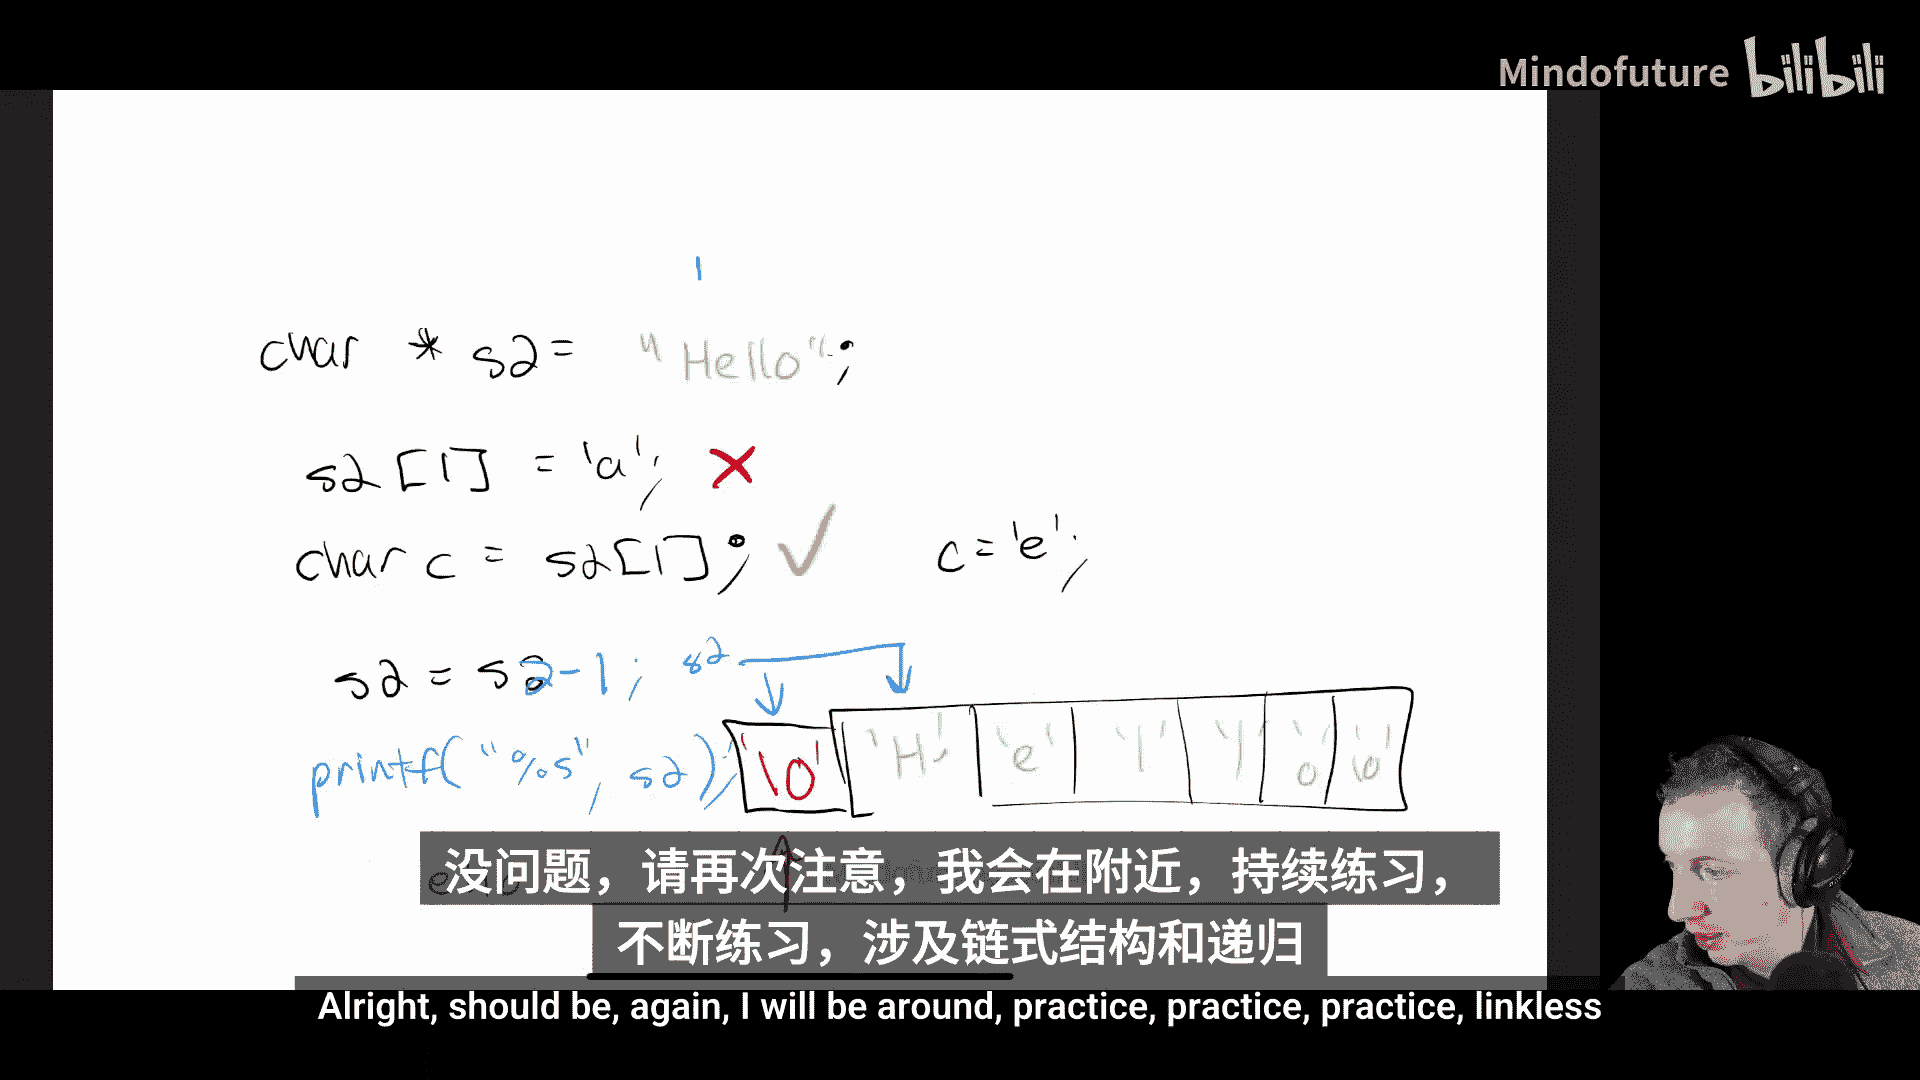 Mindofuture bilibili
char * s2 = "Hello";
s2[1] = 'a';
char c = s2[1]; c = 'e';
s2 = s2-1; s2
printf("%s", s2); '\0' 'H' 'e' 'l' 'l' 'o' '\0'
没问题，请再次注意，我会在附近，持续练习，
不断练习，涉及链式结构和递归
Alright, should be, again, I will be around, practice, practice, practice, linkless